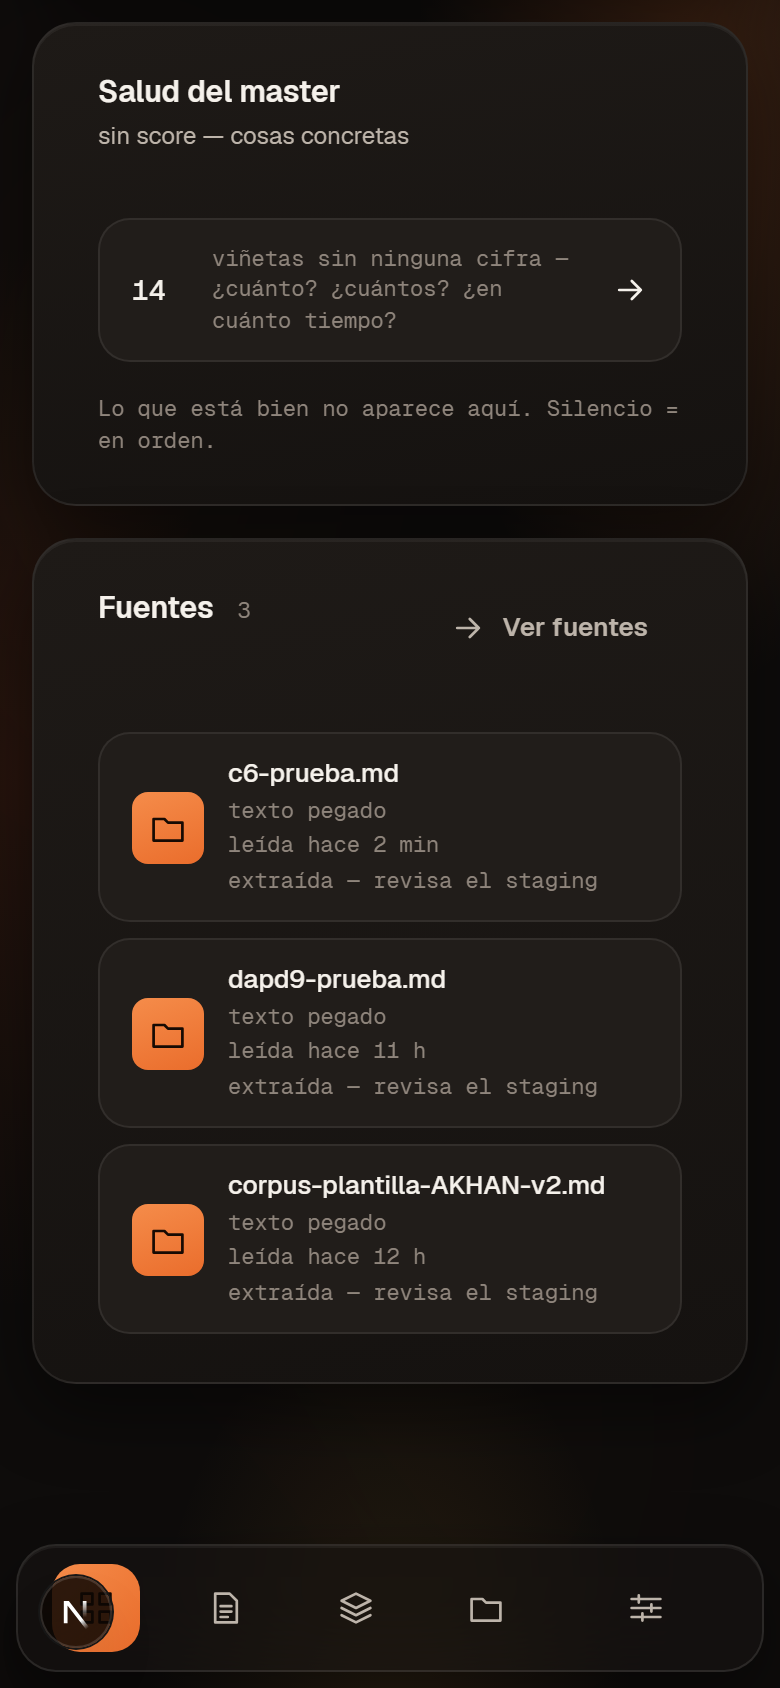 Salud del master
sin score — cosas concretas
14
viñetas sin ninguna cifra —
¿cuánto? ¿cuántos? ¿en
cuánto tiempo?
Lo que está bien no aparece aquí. Silencio =
en orden.
Fuentes 3
Ver fuentes
c6-prueba.md
texto pegado
leída hace 2 min
extraída — revisa el staging
dapd9-prueba.md
texto pegado
leída hace 11 h
extraída — revisa el staging
corpus-plantilla-AKHAN-v2.md
texto pegado
leída hace 12 h
extraída — revisa el staging
N